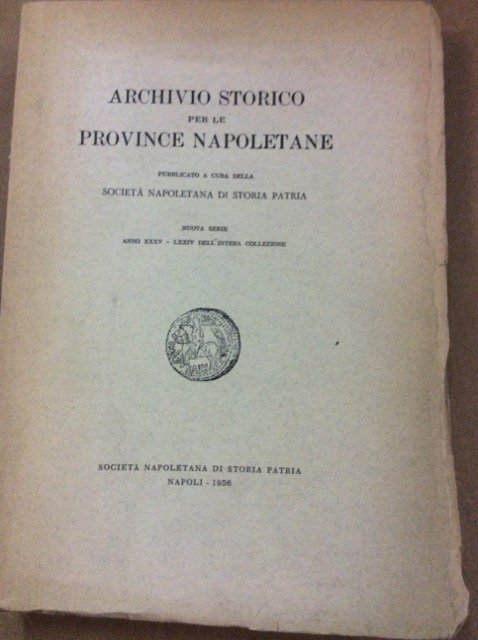 ARCHIVIO STORICO
PER LE
PROVINCE NAPOLETANE
PUBBLICATO A CURA DELLA
SOCIETÀ NAPOLETANA DI STORIA PATRIA
NUOVA SERIE
ANNO XXXV - LXXIV DELL'INTERA COLLEZIONE
SOCIETÀ NAPOLETANA DI STORIA PATRIA
NAPOLI - 1956